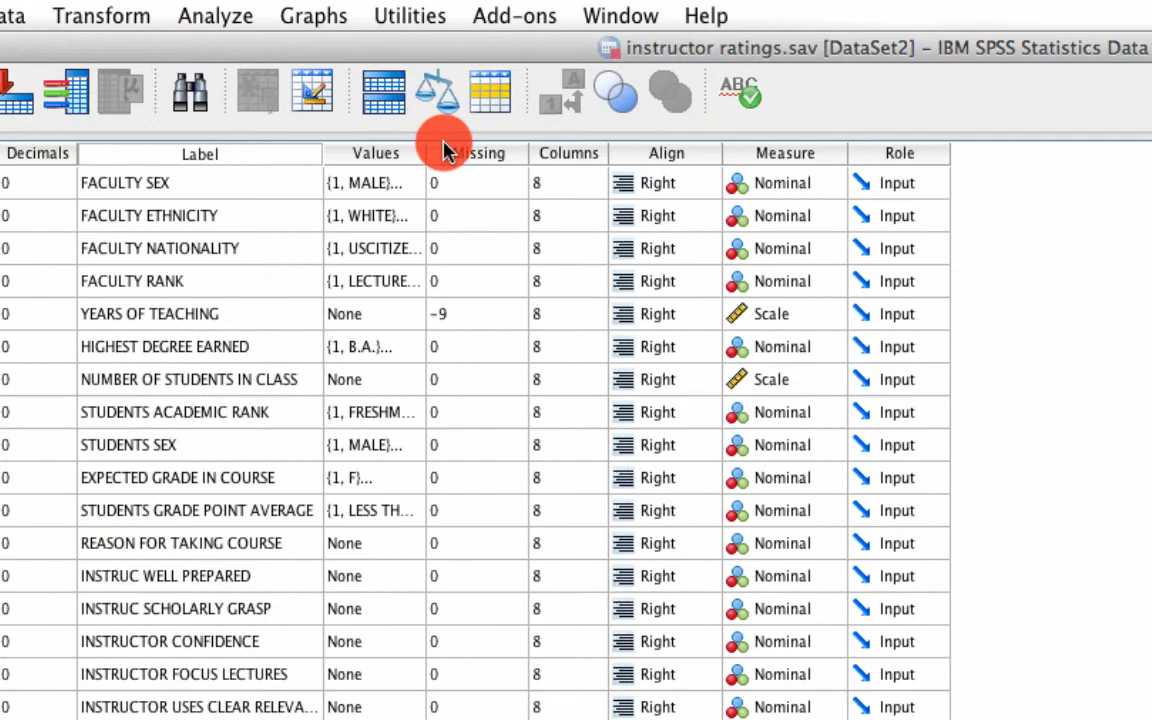 ata Transform Analyze Graphs Utilities Add-ons Window Help
instructor ratings.sav [DataSet2] – IBM SPSS Statistics Data
μ A 1 ABC
Decimals Label Values Missing Columns Align Measure Role
0 FACULTY SEX {1, MALE}... 0 8 Right Nominal Input
0 FACULTY ETHNICITY {1, WHITE}... 0 8 Right Nominal Input
0 FACULTY NATIONALITY {1, USCITIZE... 0 8 Right Nominal Input
0 FACULTY RANK {1, LECTURE... 0 8 Right Nominal Input
0 YEARS OF TEACHING None -9 8 Right Scale Input
0 HIGHEST DEGREE EARNED {1, B.A.}... 0 8 Right Nominal Input
0 NUMBER OF STUDENTS IN CLASS None 0 8 Right Scale Input
0 STUDENTS ACADEMIC RANK {1, FRESHM... 0 8 Right Nominal Input
0 STUDENTS SEX {1, MALE}... 0 8 Right Nominal Input
0 EXPECTED GRADE IN COURSE {1, F}... 0 8 Right Nominal Input
0 STUDENTS GRADE POINT AVERAGE {1, LESS TH... 0 8 Right Nominal Input
0 REASON FOR TAKING COURSE None 0 8 Right Nominal Input
0 INSTRUC WELL PREPARED None 0 8 Right Nominal Input
0 INSTRUC SCHOLARLY GRASP None 0 8 Right Nominal Input
0 INSTRUCTOR CONFIDENCE None 0 8 Right Nominal Input
0 INSTRUCTOR FOCUS LECTURES None 0 8 Right Nominal Input
0 INSTRUCTOR USES CLEAR RELEVA... None 0 8 Right Nominal Input